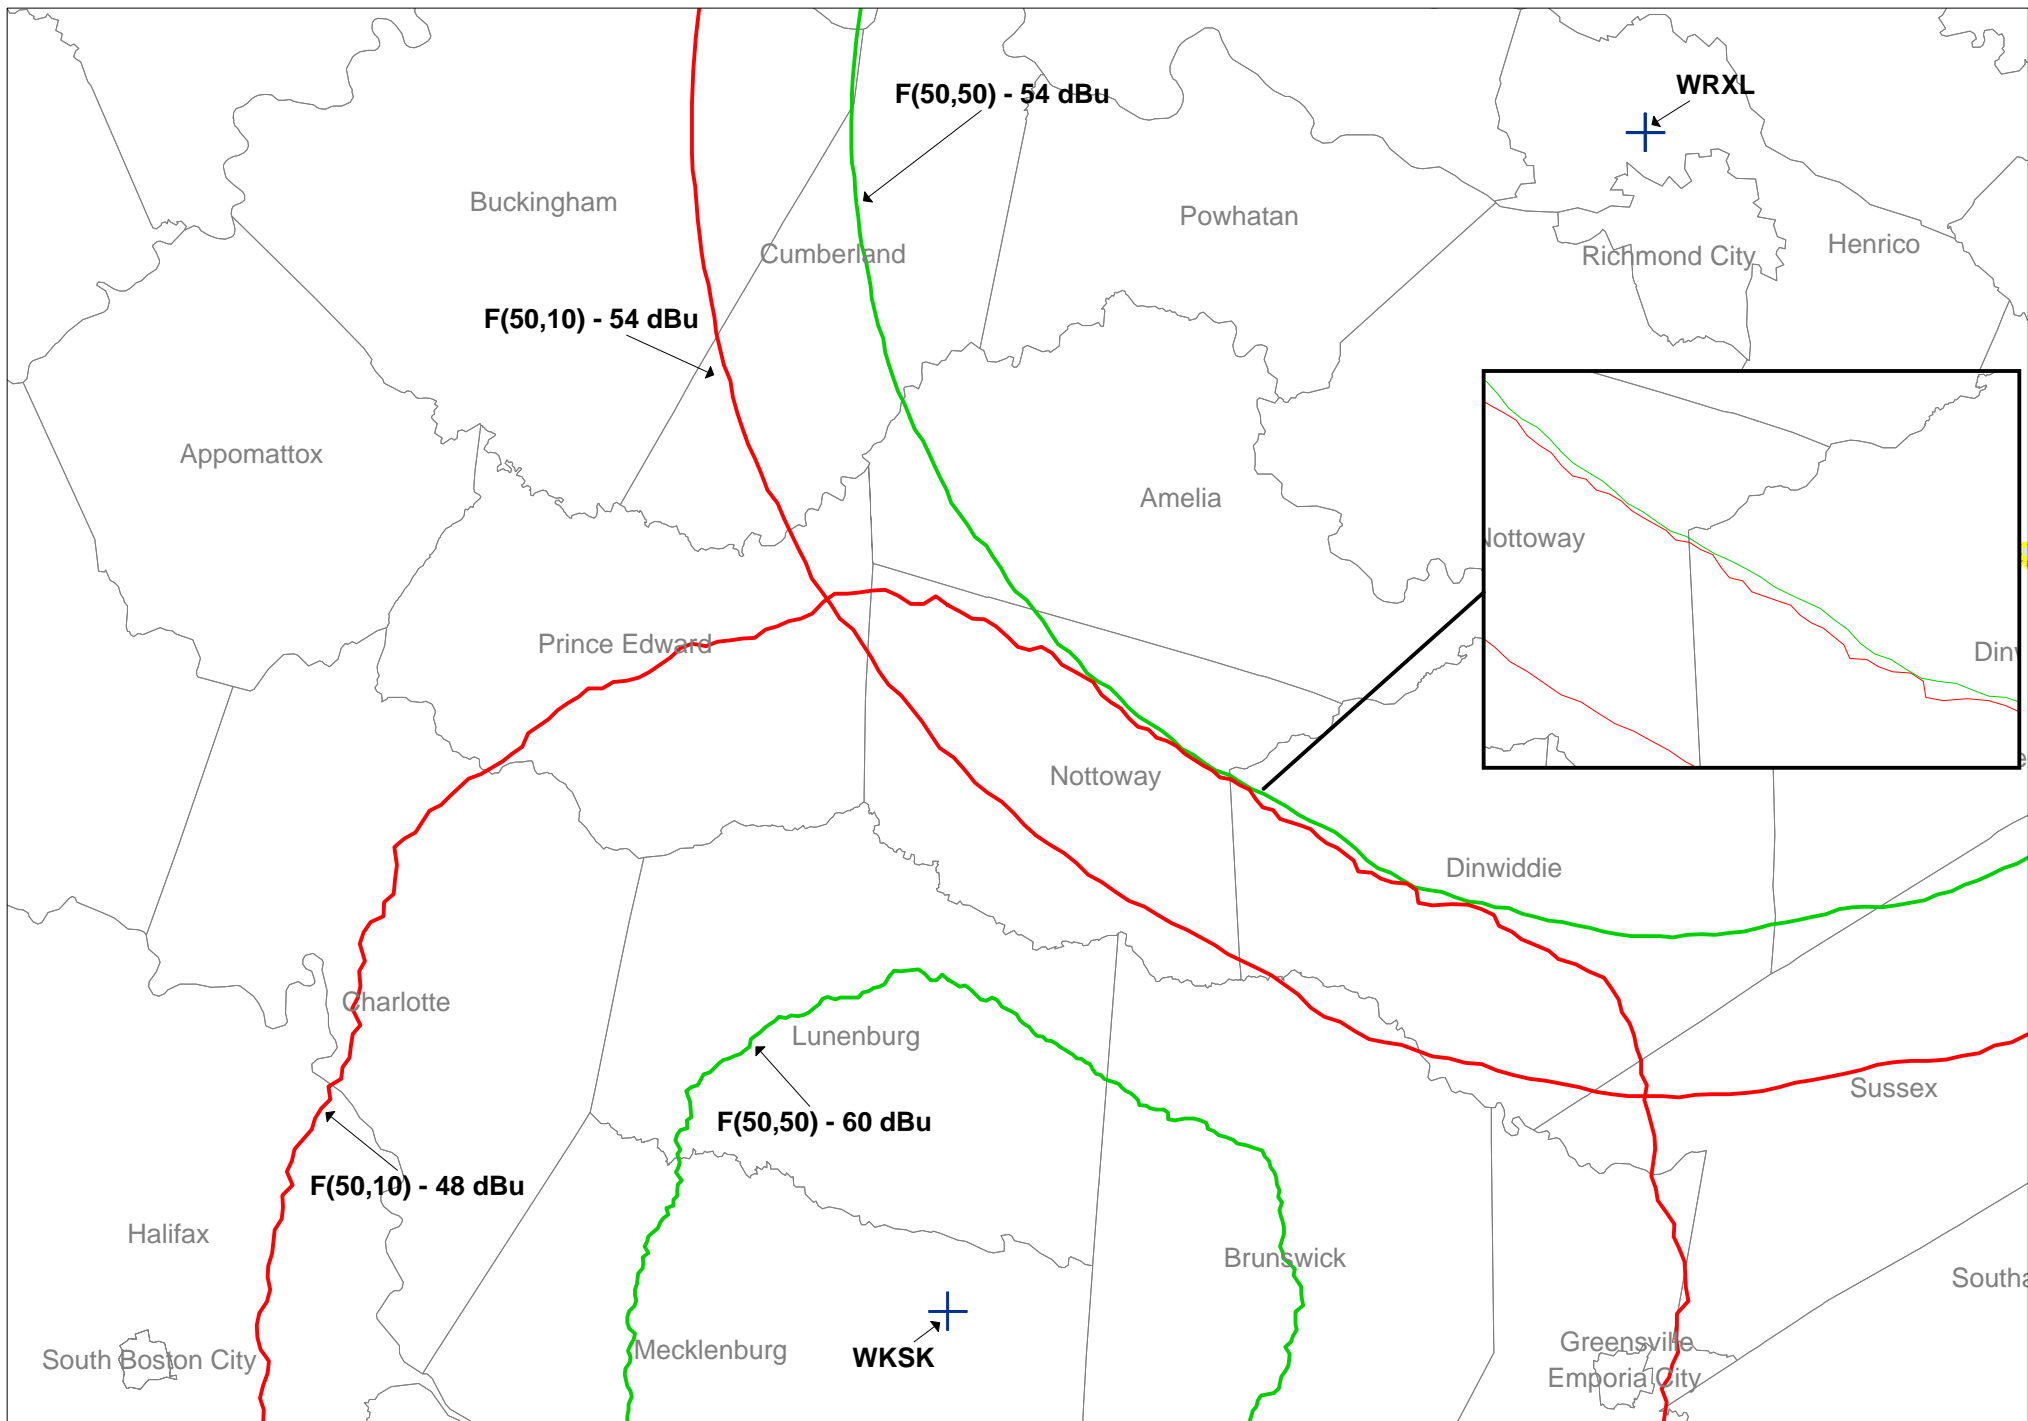 WRXL
F(50,50) - 54 dBu
Buckingham
Powhatan
Henrico
Cumberland
Richmond City
F(50,10) - 54 dBu
Appomattox
Amelia
Nottoway
Prince Edward
Nottoway
Dinwiddie
Charlotte
Lunenburg
Sussex
F(50,50) - 60 dBu
F(50,10) - 48 dBu
Halifax
Brunswick
Greensville
Mecklenburg
WKSK
South Boston City
Emporia City